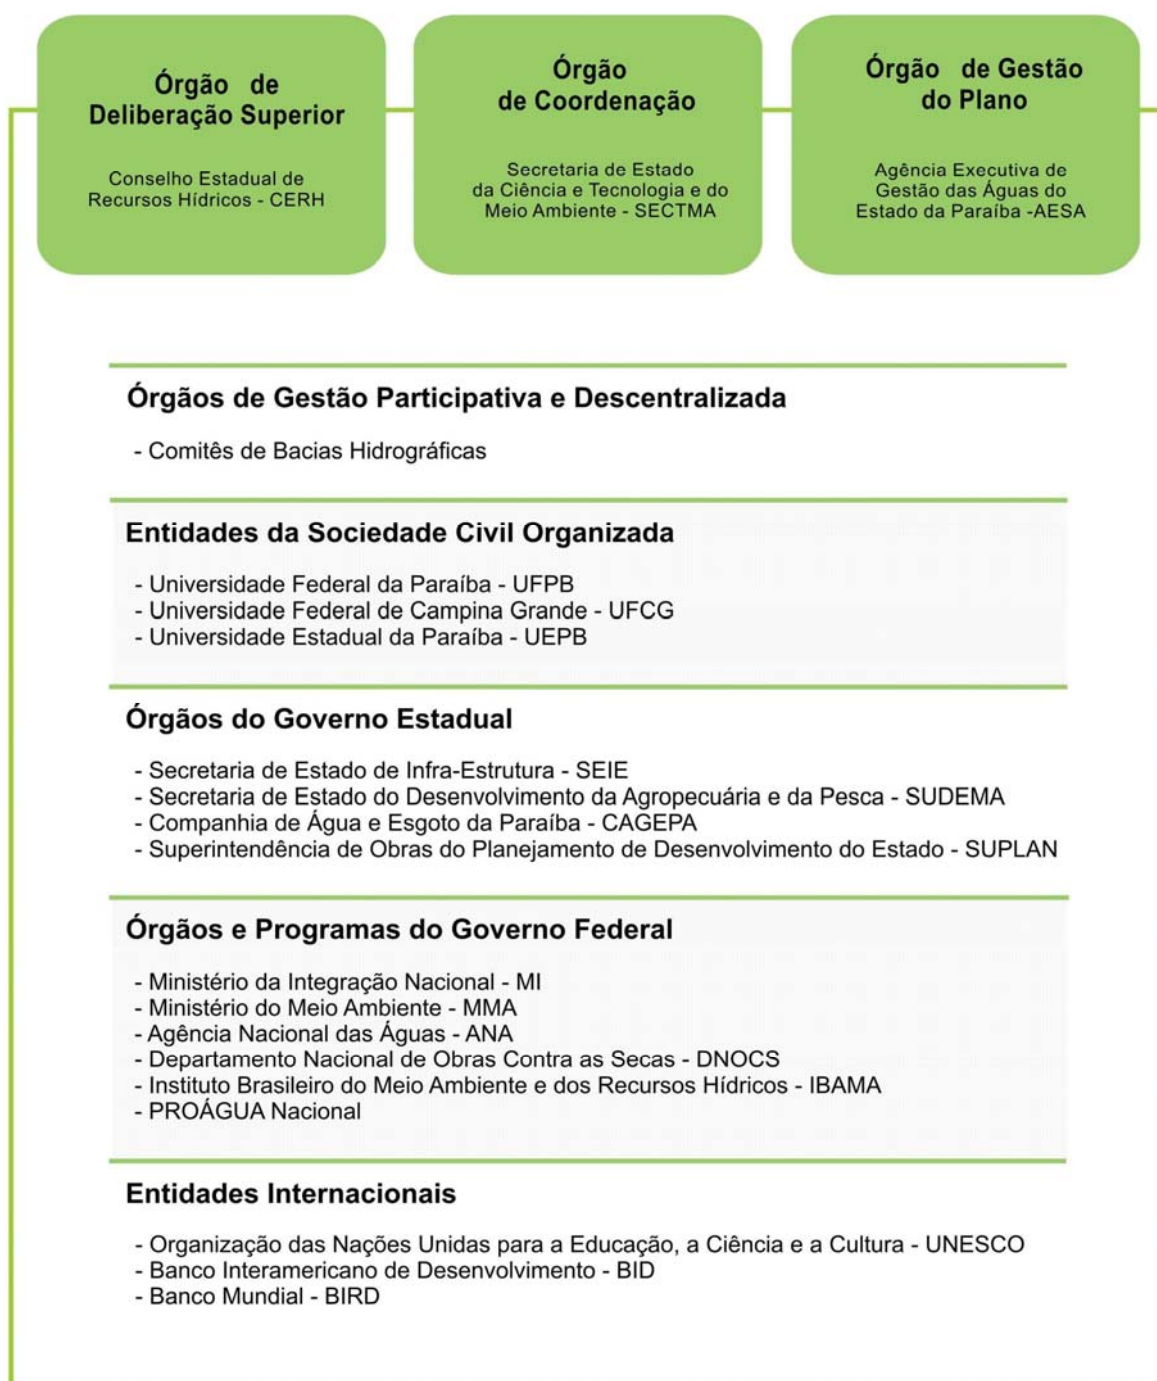 Órgão de
Deliberação Superior
Conselho Estadual de
Recursos Hídricos - CERH
Órgão
de Coordenação
Secretaria de Estado
da Ciência e Tecnologia e do
Meio Ambiente - SECTMA
Órgão de Gestão
do Plano
Agência Executiva de
Gestão das Águas do
Estado da Paraíba -AESA
Órgãos de Gestão Participativa e Descentralizada
- Comitês de Bacias Hidrográficas
Entidades da Sociedade Civil Organizada
- Universidade Federal da Paraíba - UFPB
- Universidade Federal de Campina Grande - UFCG
- Universidade Estadual da Paraíba - UEPB
Órgãos do Governo Estadual
- Secretaria de Estado de Infra-Estrutura - SEIE
- Secretaria de Estado do Desenvolvimento da Agropecuária e da Pesca - SUDEMA
- Companhia de Água e Esgoto da Paraíba - CAGEPA
- Superintendência de Obras do Planejamento de Desenvolvimento do Estado - SUPLAN
Órgãos e Programas do Governo Federal
- Ministério da Integração Nacional - MI
- Ministério do Meio Ambiente - MMA
- Agência Nacional das Águas - ANA
- Departamento Nacional de Obras Contra as Secas - DNOCS
- Instituto Brasileiro do Meio Ambiente e dos Recursos Hídricos - IBAMA
- PROÁGUA Nacional
Entidades Internacionais
- Organização das Nações Unidas para a Educação, a Ciência e a Cultura - UNESCO
- Banco Interamericano de Desenvolvimento - BID
- Banco Mundial - BIRD